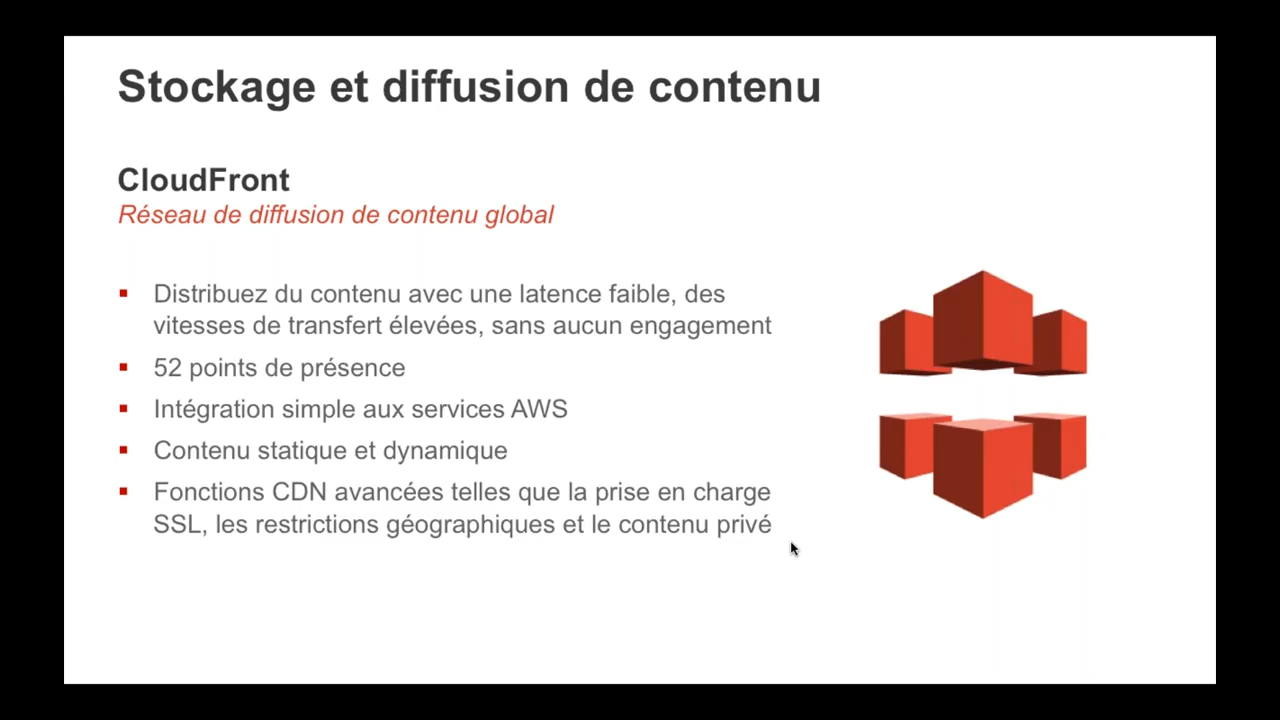 Stockage et diffusion de contenu
CloudFront
Réseau de diffusion de contenu global
▪ Distribuez du contenu avec une latence faible, des
vitesses de transfert élevées, sans aucun engagement
▪ 52 points de présence
▪ Intégration simple aux services AWS
▪ Contenu statique et dynamique
▪ Fonctions CDN avancées telles que la prise en charge
SSL, les restrictions géographiques et le contenu privé